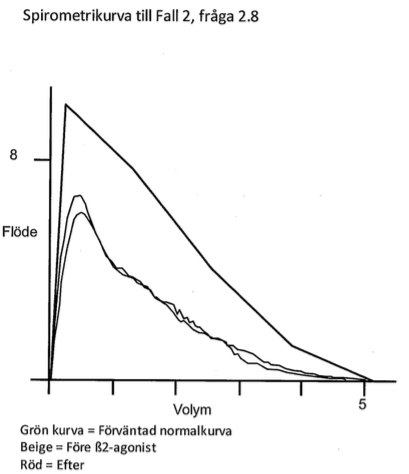 Spirometrikurva till Fall 2, fråga 2.8
8
Flöde
Volym
5
Grön kurva = Förväntad normalkurva
Beige = Före ß2-agonist
Röd = Efter